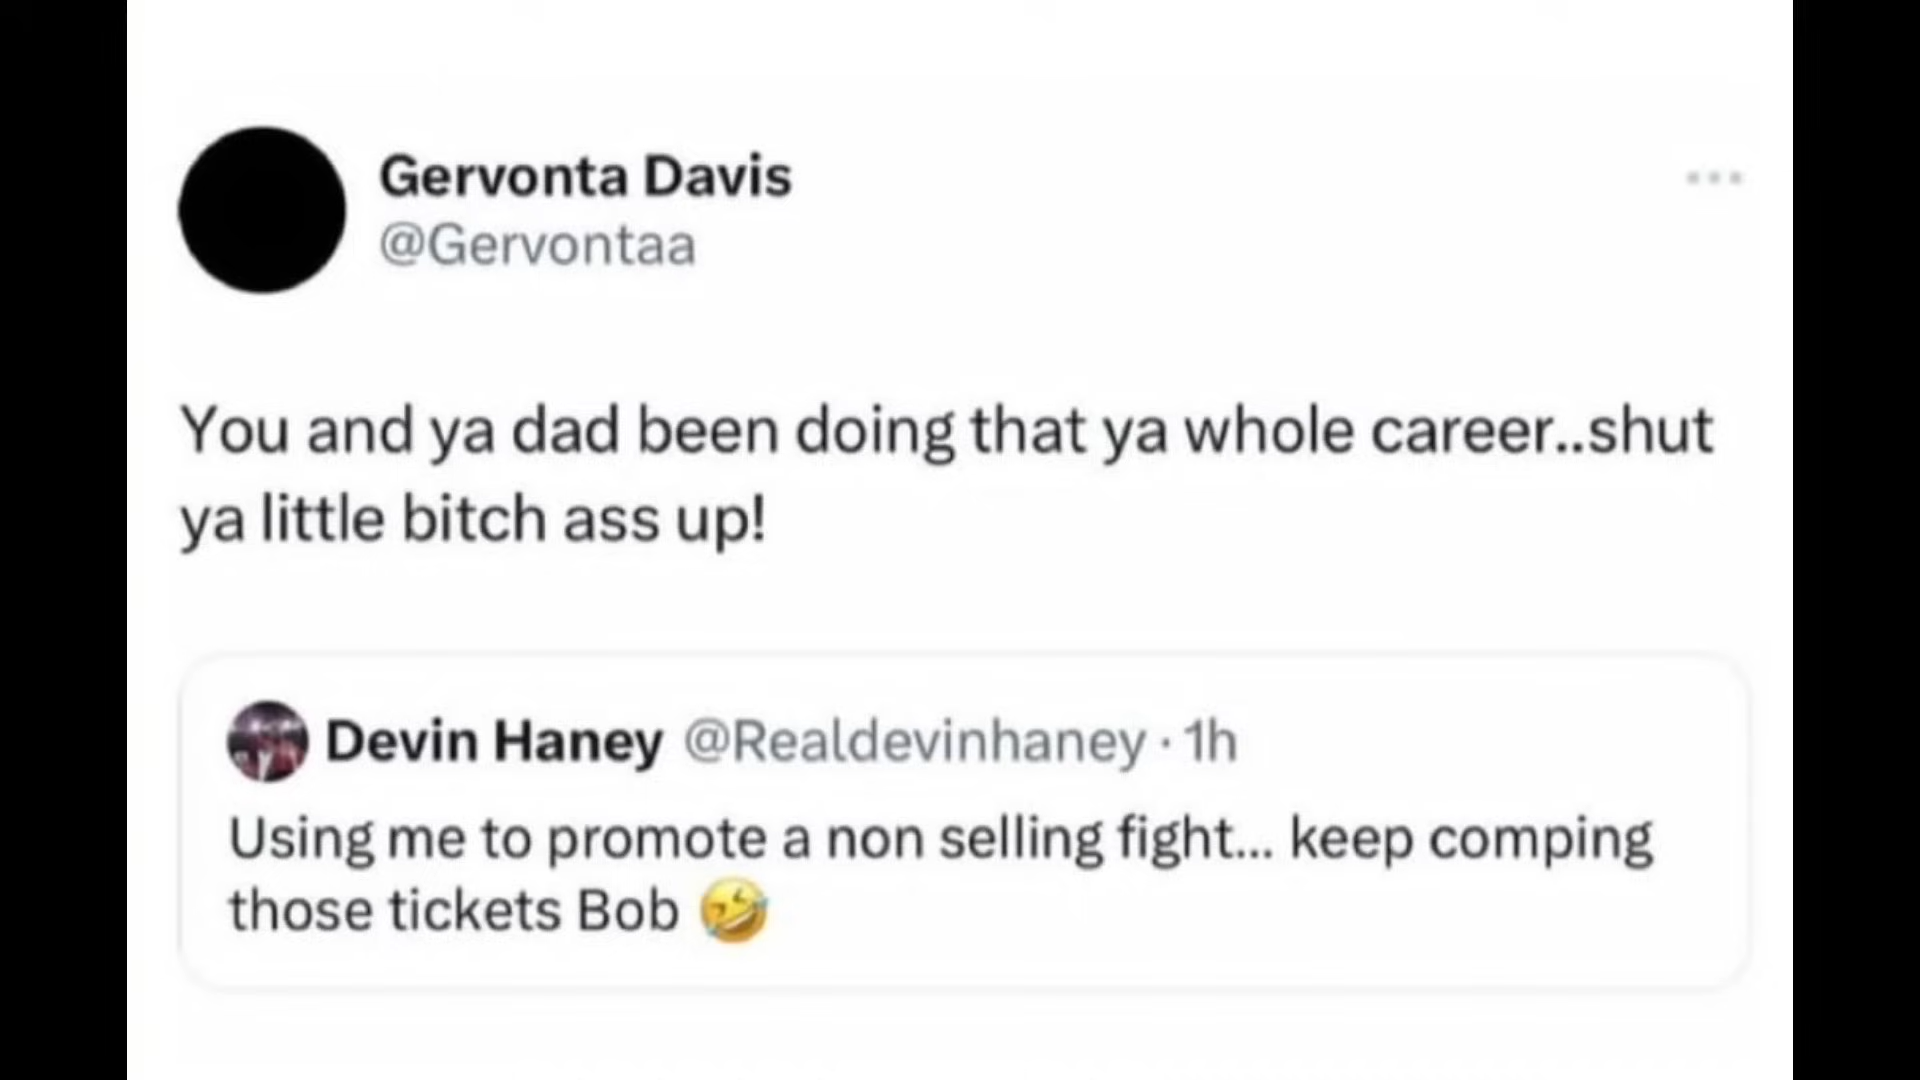 Gervonta Davis
@Gervontaa
You and ya dad been doing that ya whole career..shut
ya little bitch ass up!
Devin Haney @Realdevinhaney · 1h
Using me to promote a non selling fight... keep comping
those tickets Bob 🤣